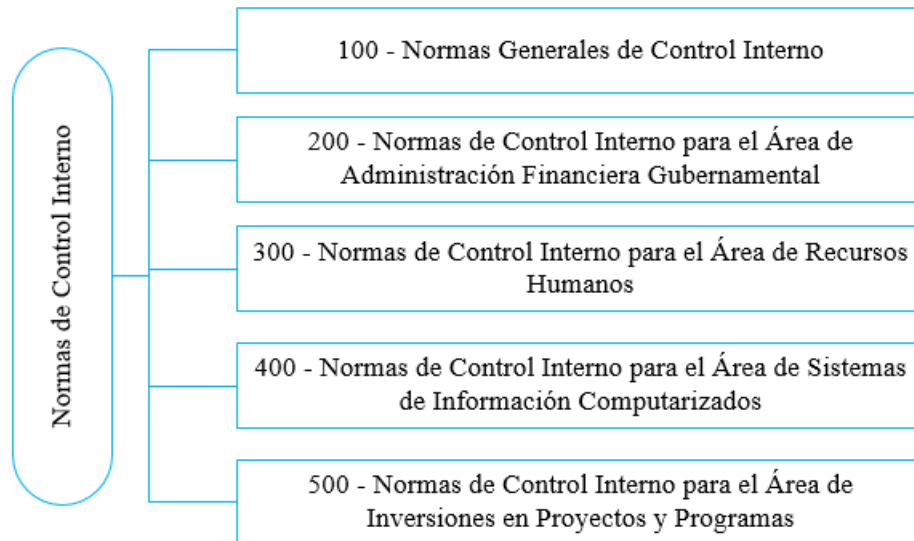 Normas de Control Interno
100 - Normas Generales de Control Interno
200 - Normas de Control Interno para el Área de
Administración Financiera Gubernamental
300 - Normas de Control Interno para el Área de Recursos
Humanos
400 - Normas de Control Interno para el Área de Sistemas
de Información Computarizados
500 - Normas de Control Interno para el Área de
Inversiones en Proyectos y Programas